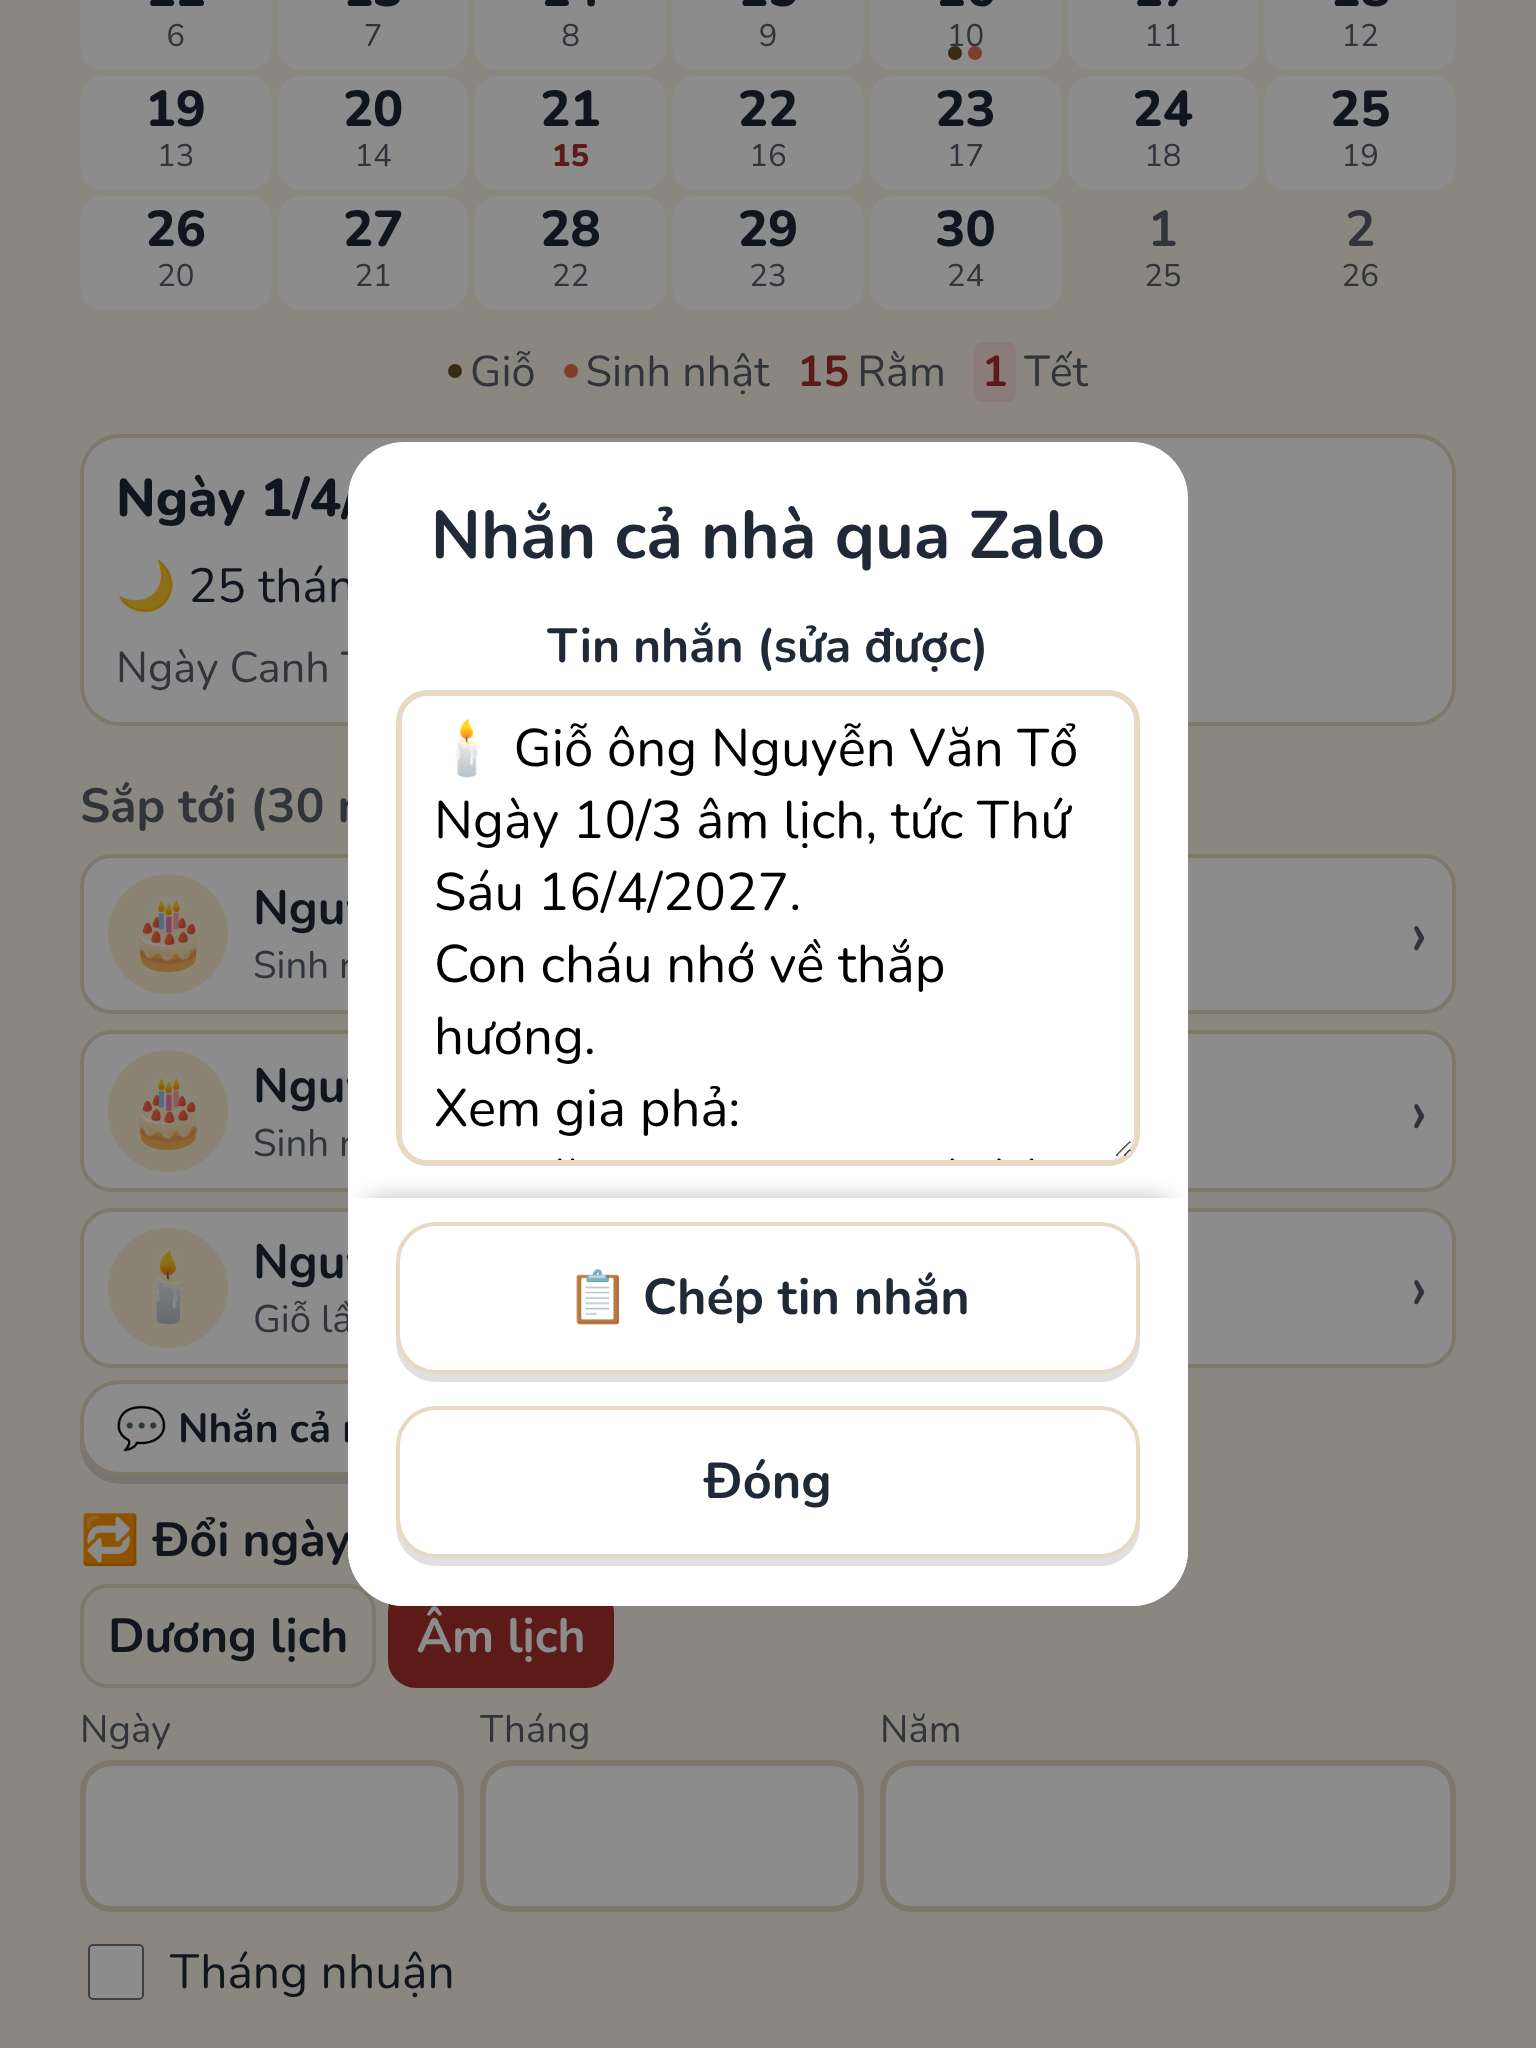 6 7 8 9 10 11 12
19 20 21 22 23 24 25
13 14 15 16 17 18 19
26 27 28 29 30 1 2
20 21 22 23 24 25 26
Giỗ Sinh nhật 15 Rằm 1 Tết
Ngày 1/4/
25 thán
Ngày Canh
Sắp tới (30
Nguy
Sinh
Nguy
Sinh
Nguy
Giỗ lầ
💬 Nhắn cả
🔁 Đổi ngày
Dương lịch Âm lịch
Ngày Tháng Năm
Tháng nhuận
Nhắn cả nhà qua Zalo
Tin nhắn (sửa được)
🕯️ Giỗ ông Nguyễn Văn Tổ
Ngày 10/3 âm lịch, tức Thứ
Sáu 16/4/2027.
Con cháu nhớ về thắp
hương.
Xem gia phả:
📋 Chép tin nhắn
Đóng